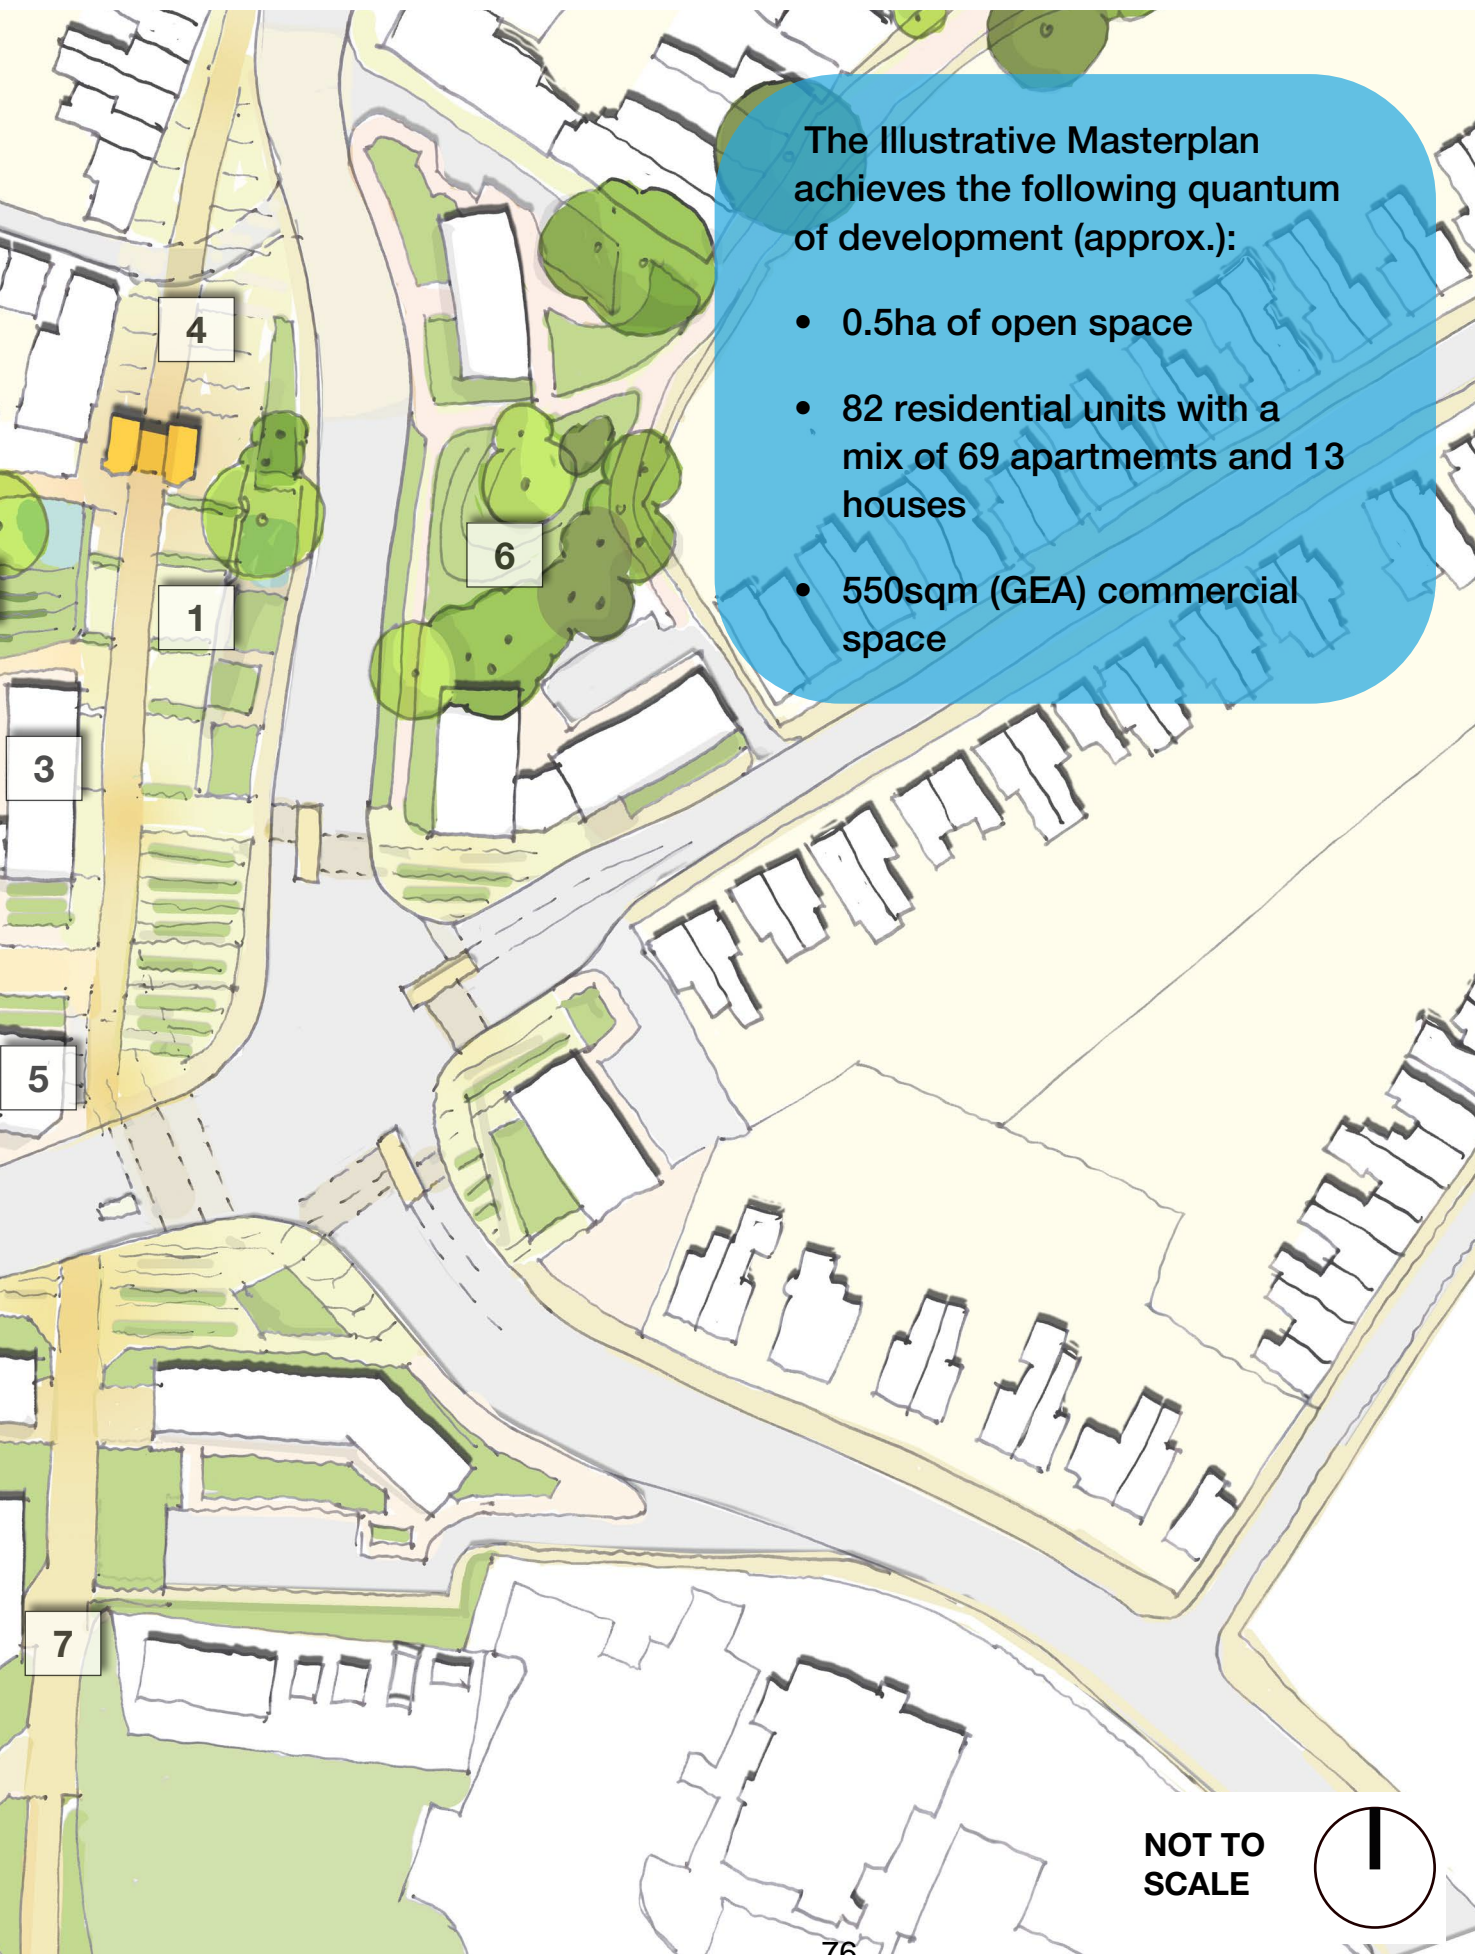 The Illustrative Masterplan
achieves the following quantum
of development (approx.):
• 0.5ha of open space
• 82 residential units with a
mix of 69 apartmemts and 13
houses
• 550sqm (GEA) commercial
space
4
6
1
3
5
7
NOT TO
SCALE
76